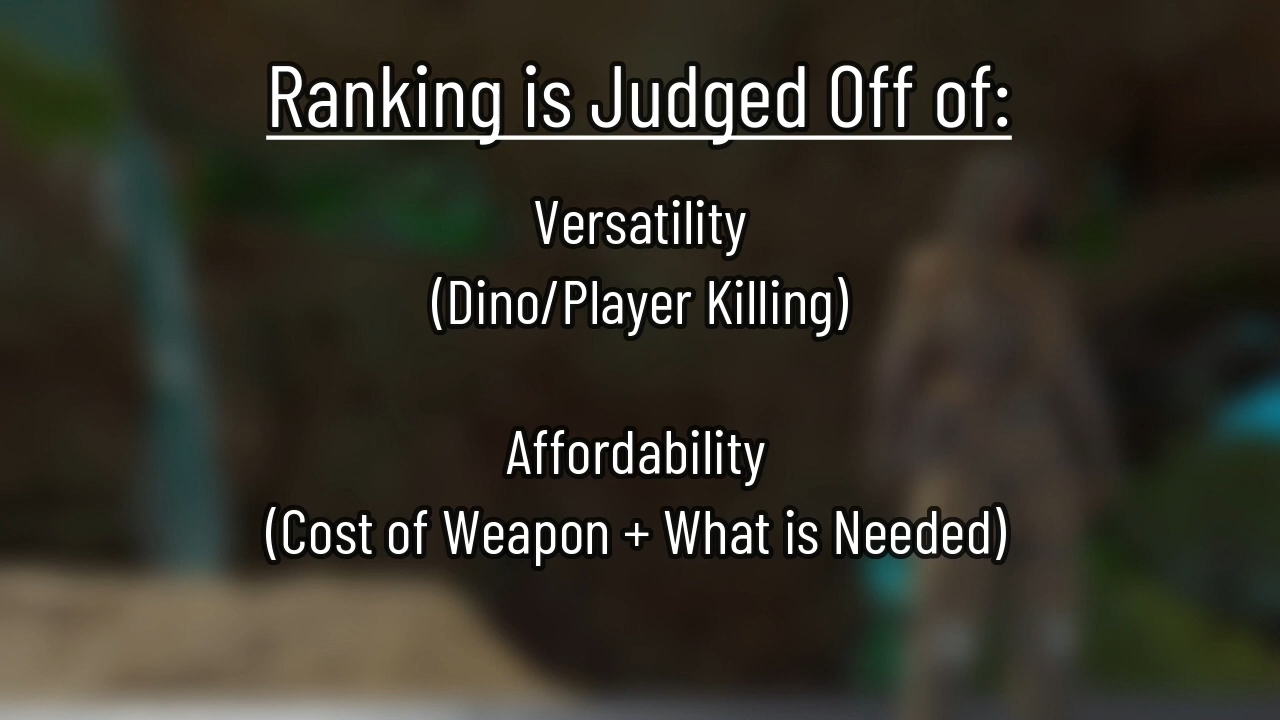 Ranking is Judged Off of:
Versatility
(Dino/Player Killing)
Affordability
(Cost of Weapon + What is Needed)